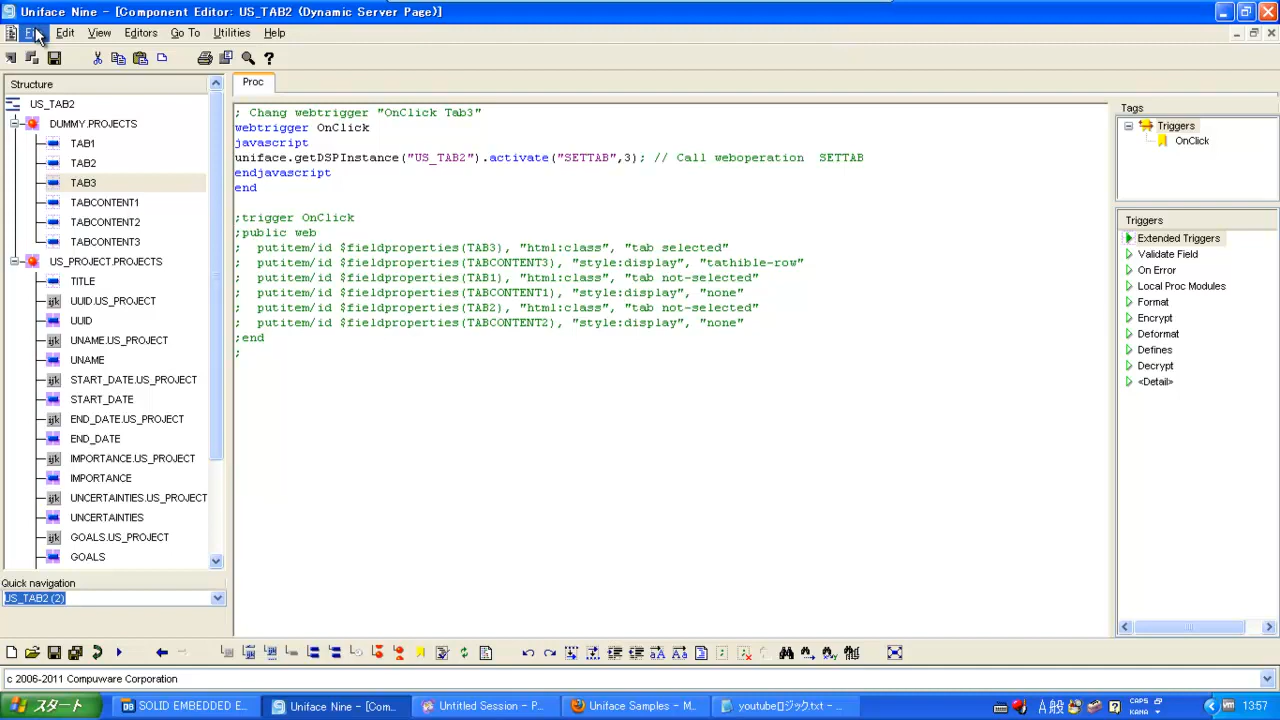 Uniface Nine - [Component Editor: US_TAB2 (Dynamic Server Page)]
Edit View Editors Go To Utilities Help
Structure
US_TAB2
DUMMY.PROJECTS
TAB1
TAB2
TAB3
TABCONTENT1
TABCONTENT2
TABCONTENT3
US_PROJECT.PROJECTS
TITLE
UUID.US_PROJECT
UUID
UNAME.US_PROJECT
UNAME
START_DATE.US_PROJECT
START_DATE
END_DATE.US_PROJECT
END_DATE
IMPORTANCE.US_PROJECT
IMPORTANCE
UNCERTAINTIES.US_PROJECT
UNCERTAINTIES
GOALS.US_PROJECT
GOALS
Quick navigation
US_TAB2 (2)
Proc
; Chang webtrigger "OnClick Tab3"
webtrigger OnClick
javascript
uniface.getDSPInstance("US_TAB2").activate("SETTAB",3); // Call weboperation  SETTAB
endjavascript
end
;trigger OnClick
;public web
;  putitem/id $fieldproperties(TAB3), "html:class", "tab selected"
;  putitem/id $fieldproperties(TABCONTENT3), "style:display", "tathible-row"
;  putitem/id $fieldproperties(TAB1), "html:class", "tab not-selected"
;  putitem/id $fieldproperties(TABCONTENT1), "style:display", "none"
;  putitem/id $fieldproperties(TAB2), "html:class", "tab not-selected"
;  putitem/id $fieldproperties(TABCONTENT2), "style:display", "none"
;end
;
Tags
Triggers
OnClick
Triggers
Extended Triggers
Validate Field
On Error
Local Proc Modules
Format
Encrypt
Deformat
Defines
Decrypt
<Detail>
c 2006-2011 Compuware Corporation
スタート
SOLID EMBEDDED E...
Uniface Nine - [Com...
Untitled Session - P...
Uniface Samples - M...
youtubeロジック.txt - ...
A 般
CAPS
KANA
13:57